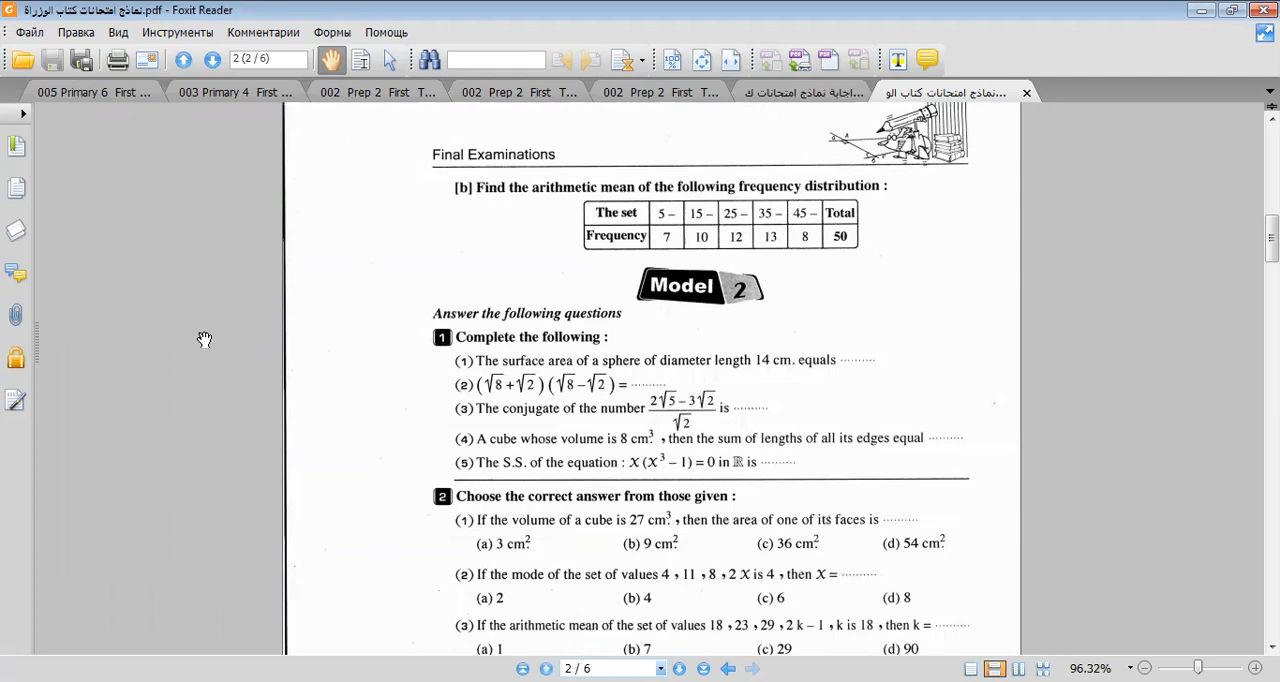 نماذج امتحانات كتاب الوزراة.pdf - Foxit Reader
Файл Правка Вид Инструменты Комментарии Формы Помощь
2 (2 / 6)
005 Primary 6 First ... 003 Primary 4 First ... 002 Prep 2 First T... 002 Prep 2 First T... 002 Prep 2 First T... اجابة نماذج امتحانات ك... نماذج امتحانات كتاب الو...
Final Examinations
[b] Find the arithmetic mean of the following frequency distribution :
The set 5 – 15 – 25 – 35 – 45 – Total
Frequency 7 10 12 13 8 50
Model 2
Answer the following questions
1 Complete the following :
(1) The surface area of a sphere of diameter length 14 cm. equals ··········
(2) (√8 + √2) (√8 – √2) = ··········
(3) The conjugate of the number (2√5 – 3√2)/√2 is ··········
(4) A cube whose volume is 8 cm³. , then the sum of lengths of all its edges equal ··········
(5) The S.S. of the equation : X (X³ – 1) = 0 in ℝ is ··········
2 Choose the correct answer from those given :
(1) If the volume of a cube is 27 cm³. , then the area of one of its faces is ··········
(a) 3 cm². (b) 9 cm². (c) 36 cm². (d) 54 cm².
(2) If the mode of the set of values 4 , 11 , 8 , 2 X is 4 , then X = ··········
(a) 2 (b) 4 (c) 6 (d) 8
(3) If the arithmetic mean of the set of values 18 , 23 , 29 , 2 k – 1 , k is 18 , then k = ··········
(a) 1 (b) 7 (c) 29 (d) 90
2 / 6 96.32%